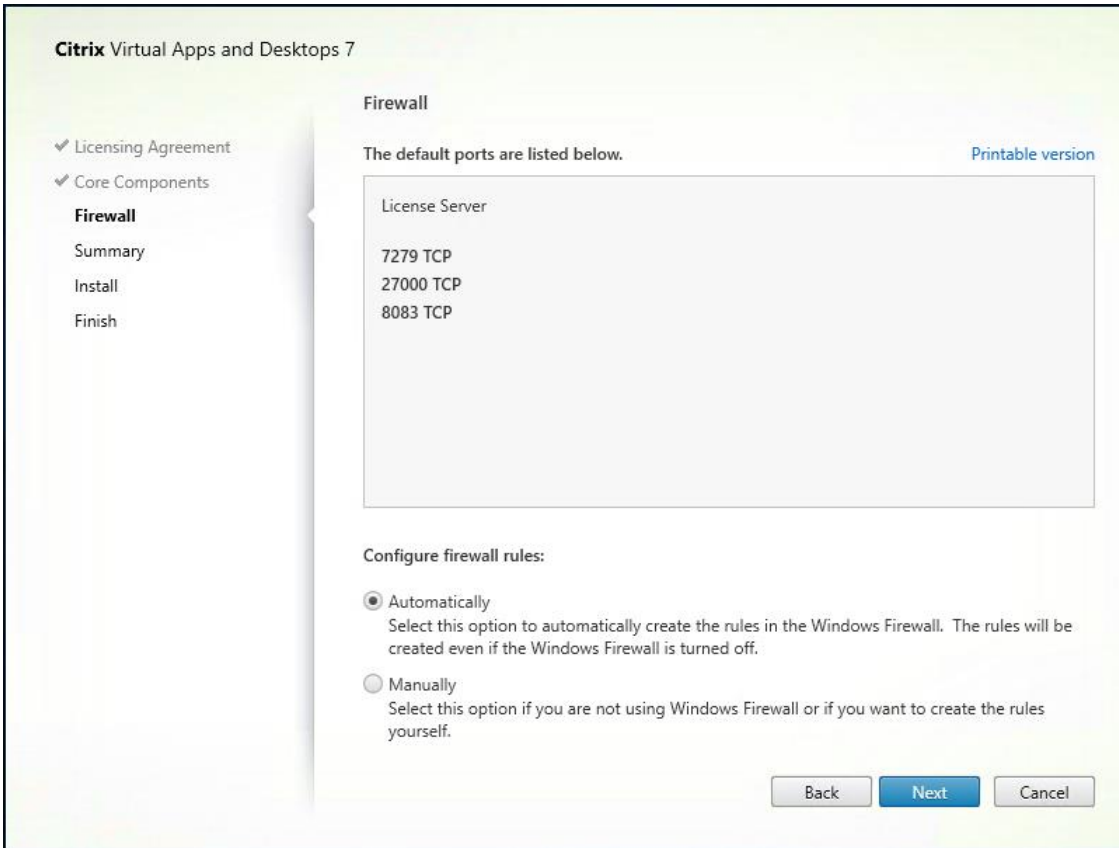 Citrix Virtual Apps and Desktops 7
Licensing Agreement
Core Components
Firewall
Summary
Install
Finish
Firewall
The default ports are listed below.
Printable version
License Server
7279 TCP
27000 TCP
8083 TCP
Configure firewall rules:
Automatically
Select this option to automatically create the rules in the Windows Firewall.  The rules will be
created even if the Windows Firewall is turned off.
Manually
Select this option if you are not using Windows Firewall or if you want to create the rules
yourself.
Back
Next
Cancel